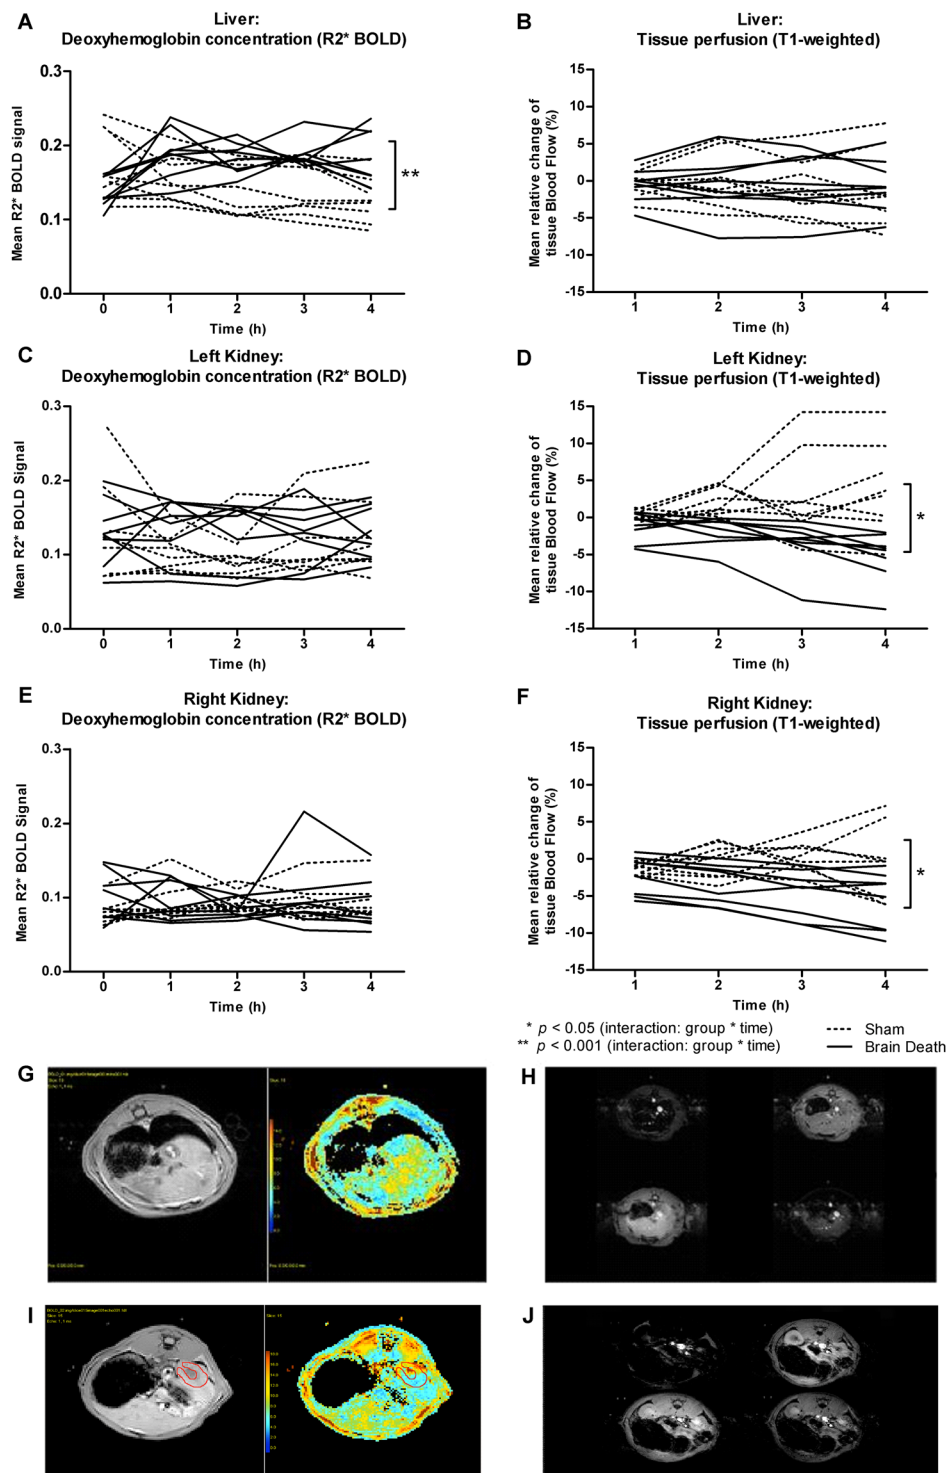 A
Liver:
Deoxyhemoglobin concentration (R2* BOLD)
Mean R2* BOLD signal
0.3
0.2
0.1
0.0
**
0 1 2 3 4
Time (h)
B
Liver:
Tissue perfusion (T1-weighted)
Mean relative change of
tissue Blood Flow (%)
15
10
5
0
-5
-10
-15
1 2 3 4
Time (h)
C
Left Kidney:
Deoxyhemoglobin concentration (R2* BOLD)
Mean R2* BOLD Signal
0.3
0.2
0.1
0.0
0 1 2 3 4
Time (h)
D
Left Kidney:
Tissue perfusion (T1-weighted)
Mean relative change of
tissue Blood Flow (%)
15
10
5
0
-5
-10
-15
*
1 2 3 4
Time (h)
E
Right Kidney:
Deoxyhemoglobin concentration (R2* BOLD)
Mean R2* BOLD Signal
0.3
0.2
0.1
0.0
0 1 2 3 4
Time (h)
F
Right Kidney:
Tissue perfusion (T1-weighted)
Mean relative change of
tissue Blood Flow (%)
15
10
5
0
-5
-10
-15
*
1 2 3 4
Time (h)
* p < 0.05 (interaction: group * time)
** p < 0.001 (interaction: group * time)
Sham
Brain Death
G
H
I
J